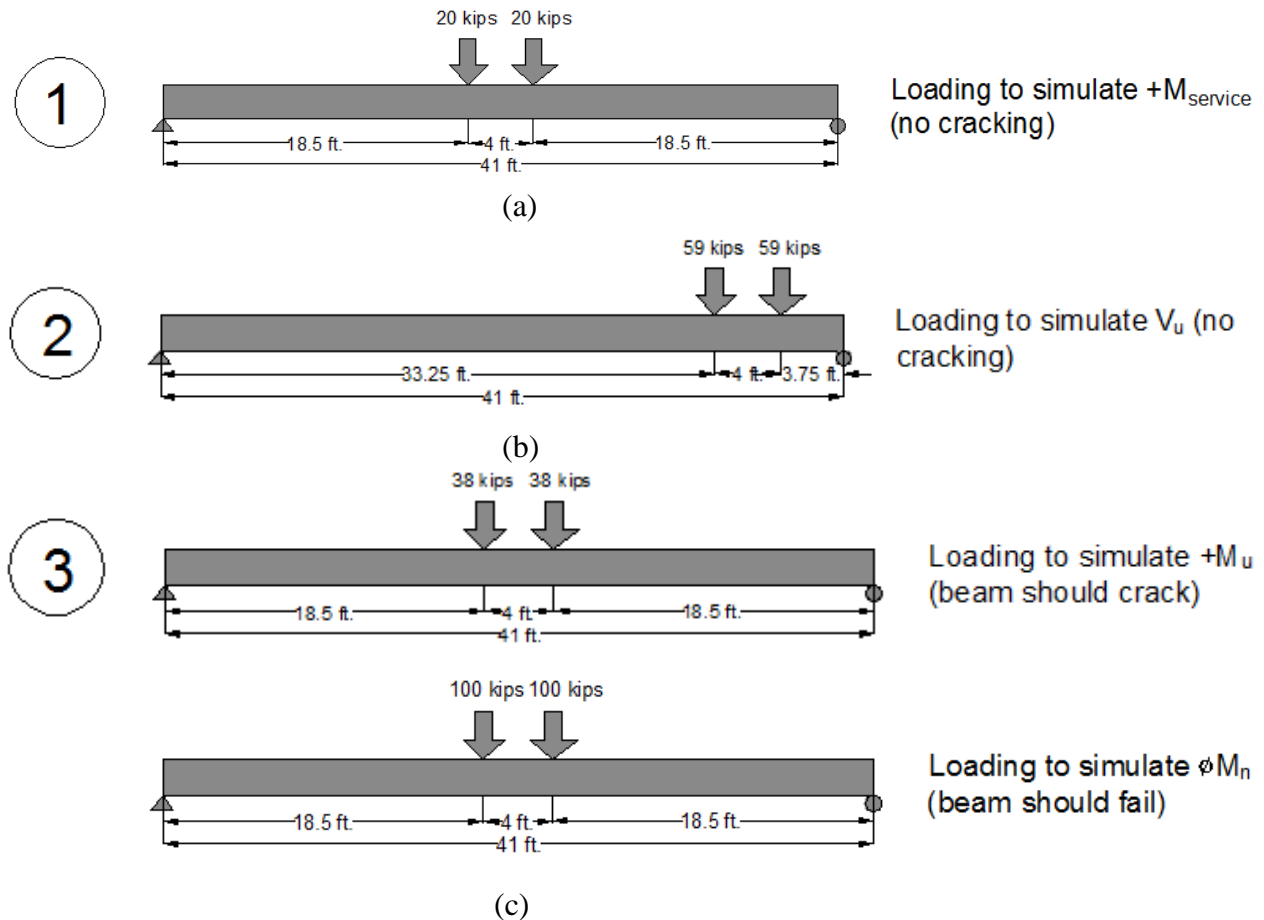 20 kips 20 kips
1
Loading to simulate +Mservice
(no cracking)
18.5 ft. 4 ft. 18.5 ft.
41 ft.
(a)
59 kips 59 kips
2
Loading to simulate Vu (no
cracking)
33.25 ft. 4 ft. 3.75 ft.
41 ft.
(b)
38 kips 38 kips
3
Loading to simulate +Mu
(beam should crack)
18.5 ft. 4 ft. 18.5 ft.
41 ft.
100 kips 100 kips
Loading to simulate ϕMn
(beam should fail)
18.5 ft. 4 ft. 18.5 ft.
41 ft.
(c)